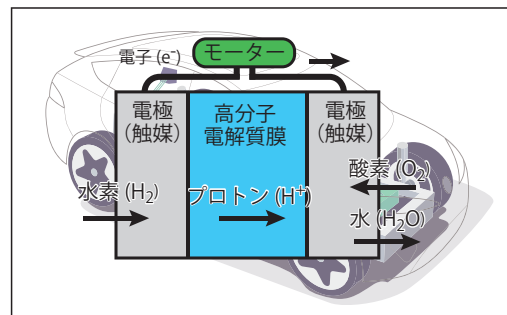 モーター
電子 (e⁻)
電極
(触媒)
高分子
電解質膜
電極
(触媒)
水素 (H₂)
プロトン (H⁺)
酸素 (O₂)
水 (H₂O)